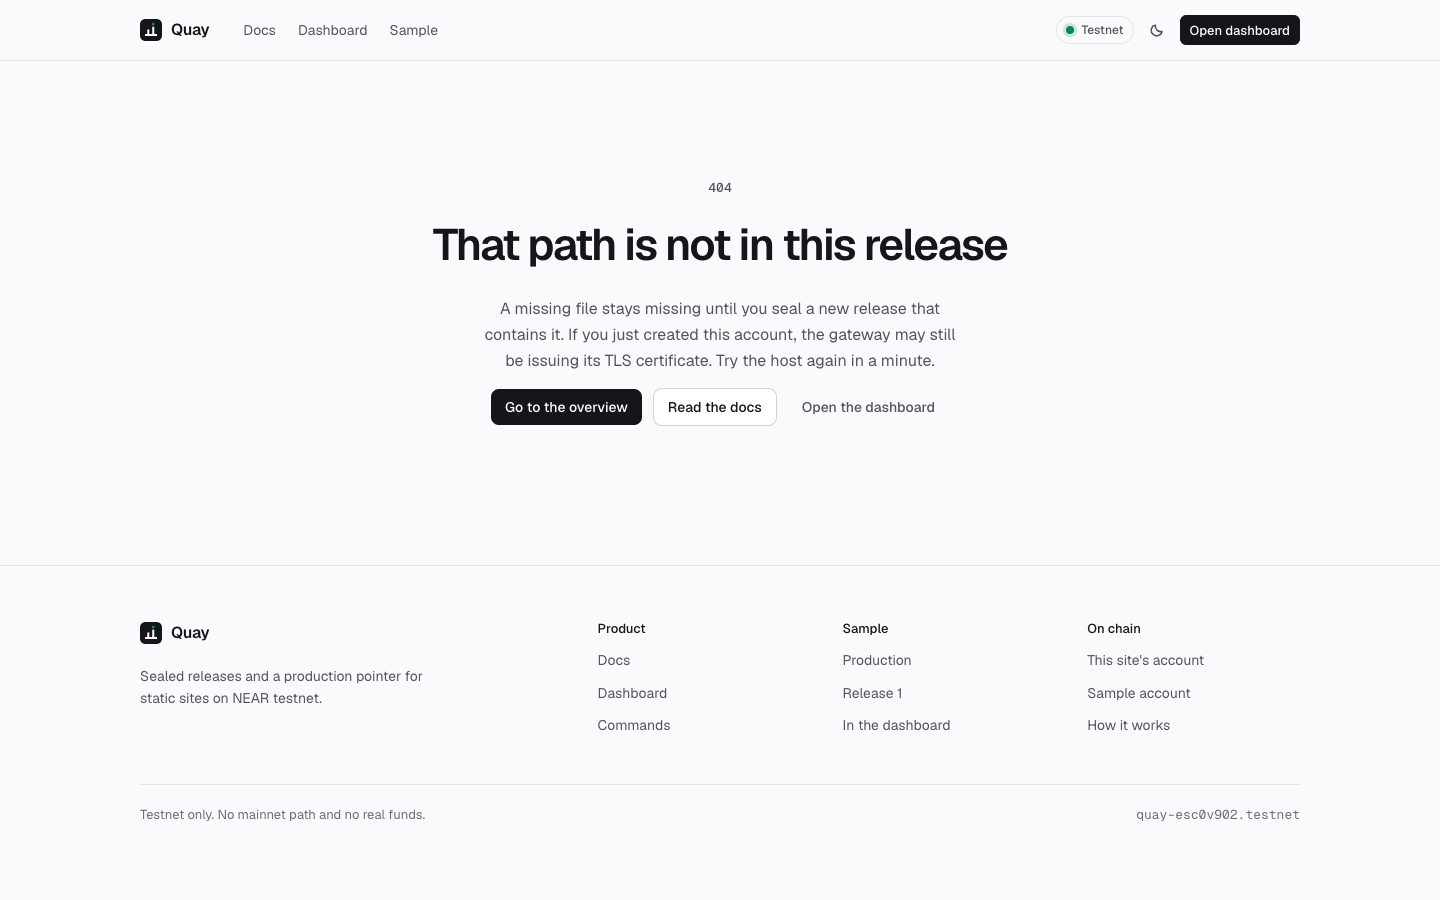 Quay
Docs
Dashboard
Sample
Testnet
Open dashboard
404
That path is not in this release
A missing file stays missing until you seal a new release that
contains it. If you just created this account, the gateway may still
be issuing its TLS certificate. Try the host again in a minute.
Go to the overview
Read the docs
Open the dashboard
Quay
Sealed releases and a production pointer for
static sites on NEAR testnet.
Product
Docs
Dashboard
Commands
Sample
Production
Release 1
In the dashboard
On chain
This site's account
Sample account
How it works
Testnet only. No mainnet path and no real funds.
quay-esc0v902.testnet